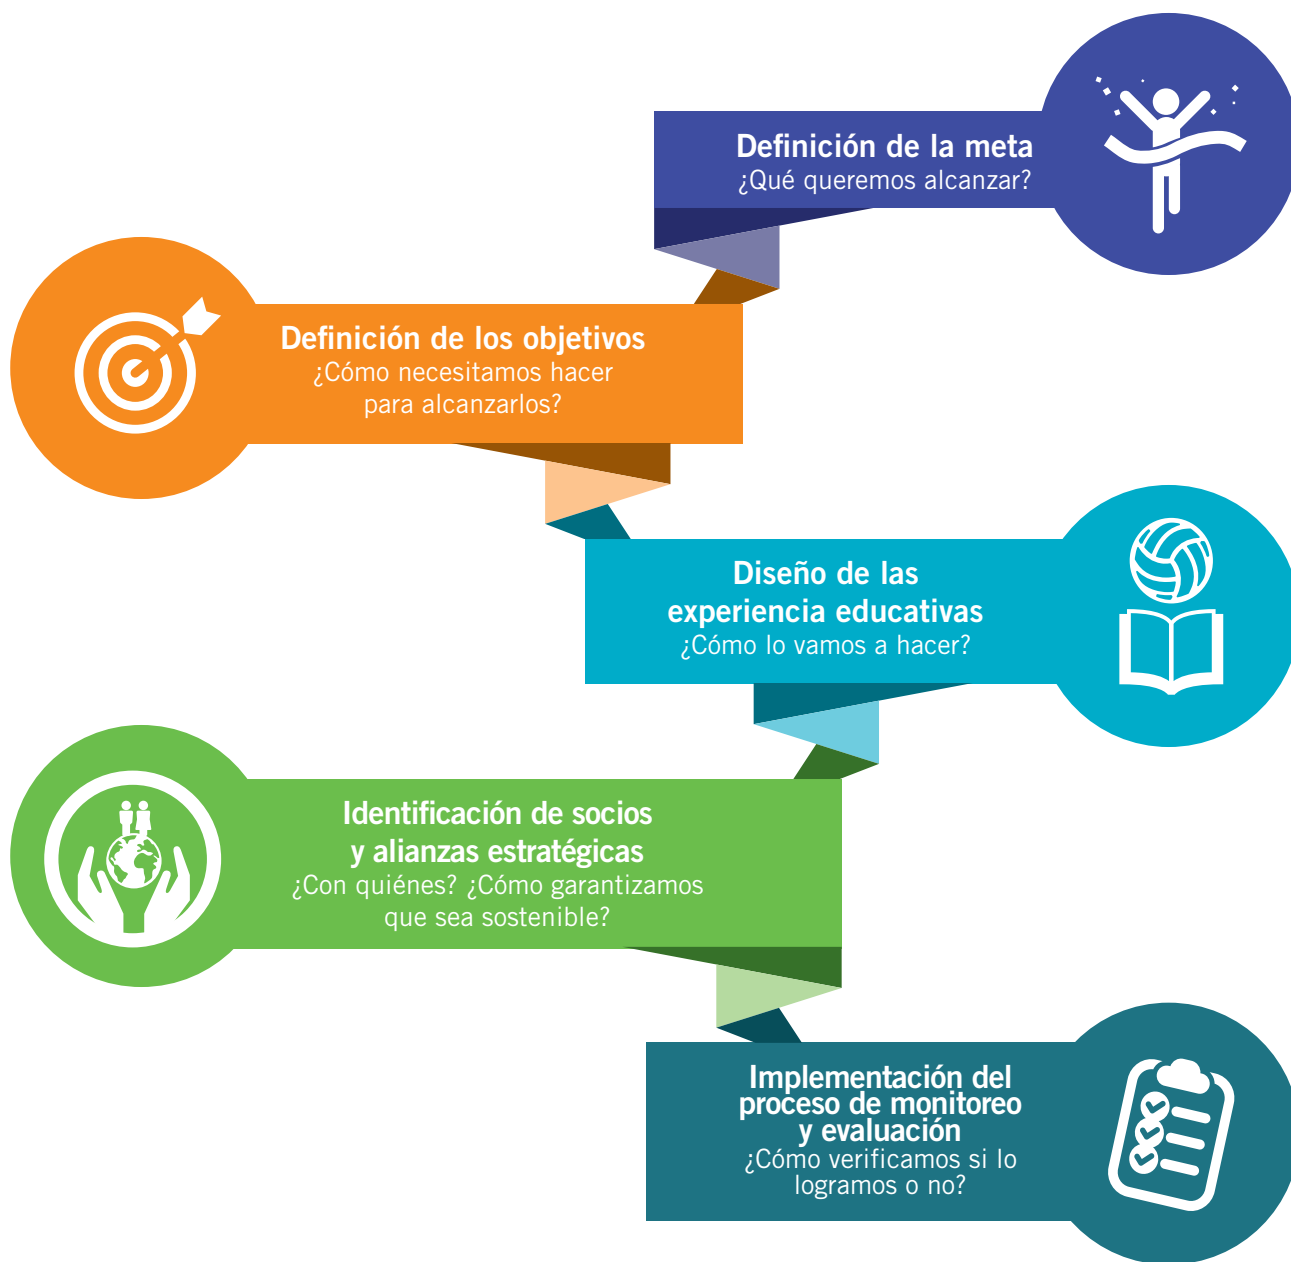 Definición de la meta
¿Qué queremos alcanzar?
Definición de los objetivos
¿Cómo necesitamos hacer
para alcanzarlos?
Diseño de las
experiencia educativas
¿Cómo lo vamos a hacer?
Identificación de socios
y alianzas estratégicas
¿Con quiénes? ¿Cómo garantizamos
que sea sostenible?
Implementación del
proceso de monitoreo
y evaluación
¿Cómo verificamos si lo
logramos o no?